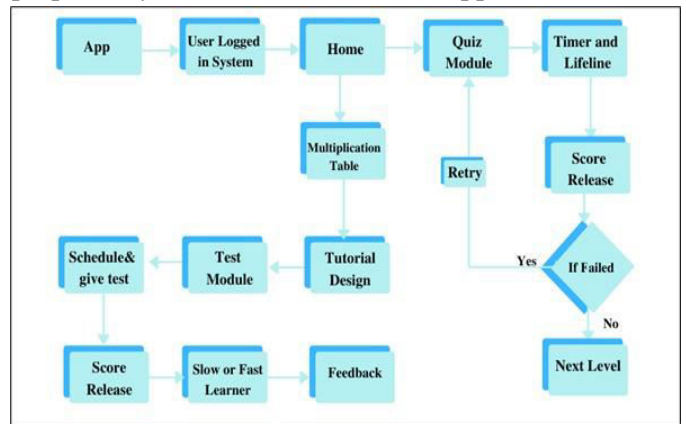 App
User Logged
in System
Home
Quiz
Module
Timer and
Lifeline
Multiplication
Table
Retry
Score
Release
Schedule&
give test
Test
Module
Tutorial
Design
Yes
If Failed
No
Score
Release
Slow or Fast
Learner
Feedback
Next Level